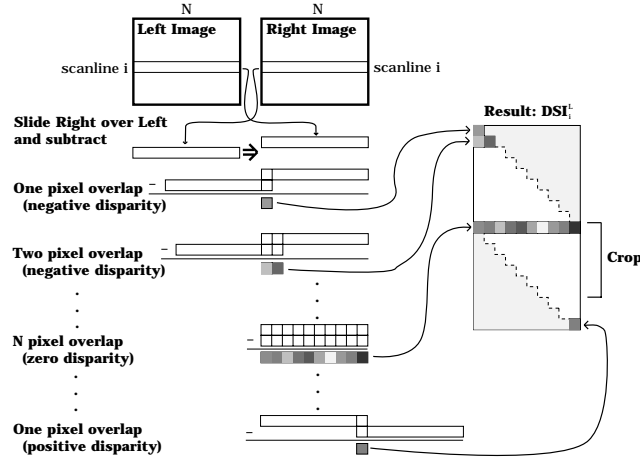 N
N
Left Image
Right Image
scanline i
scanline i
Slide Right over Left
and subtract
Result: DSI L i
One pixel overlap
(negative disparity)
Two pixel overlap
(negative disparity)
Crop
N pixel overlap
(zero disparity)
One pixel overlap
(positive disparity)